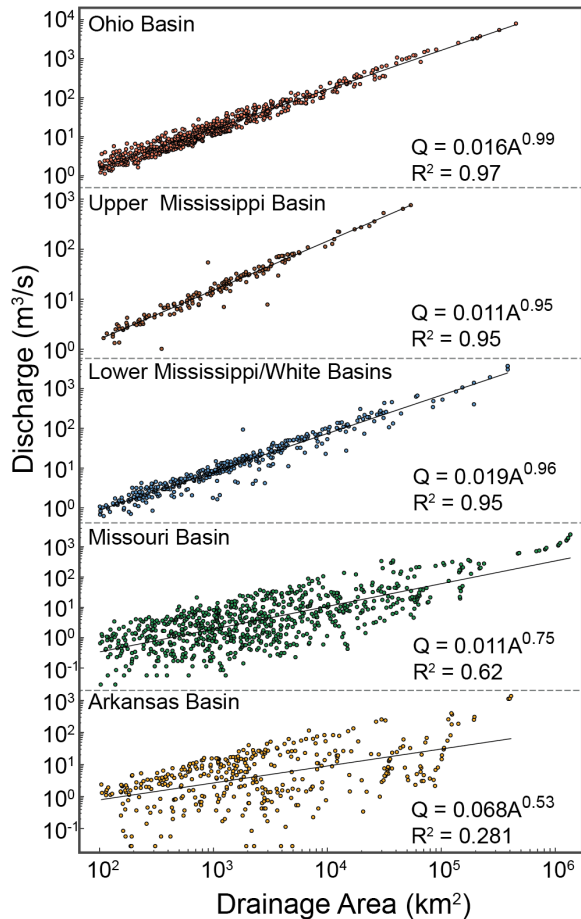 Ohio Basin
10⁴
10³
10²
10¹
10⁰
Q = 0.016A^0.99
R² = 0.97
Upper  Mississippi Basin
10³
10²
10¹
10⁰
Q = 0.011A^0.95
R² = 0.95
Discharge (m³/s)
Lower Mississippi/White Basins
10³
10²
10¹
10⁰
Q = 0.019A^0.96
R² = 0.95
Missouri Basin
10³
10²
10¹
10⁰
10⁻¹
Q = 0.011A^0.75
R² = 0.62
Arkansas Basin
10³
10²
10¹
10⁰
10⁻¹
Q = 0.068A^0.53
R² = 0.281
10² 10³ 10⁴ 10⁵ 10⁶
Drainage Area (km²)